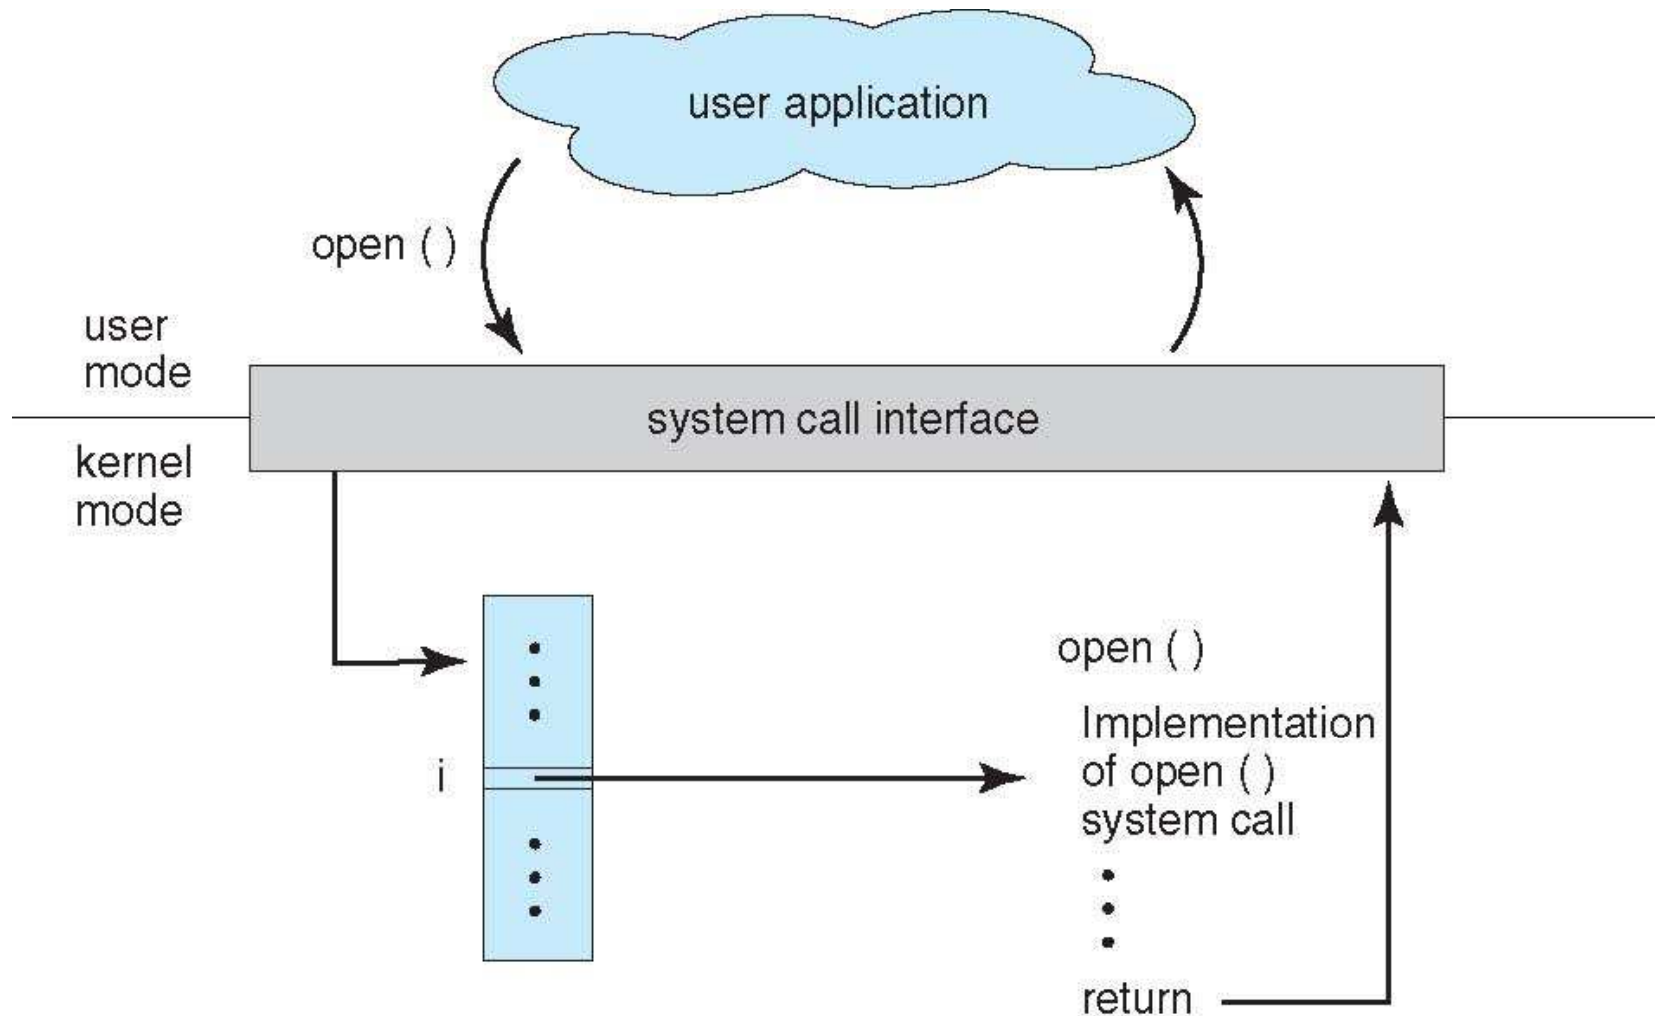 user application
open ( )
user
mode
system call interface
kernel
mode
open ( )
Implementation
of open ( )
system call
i
return